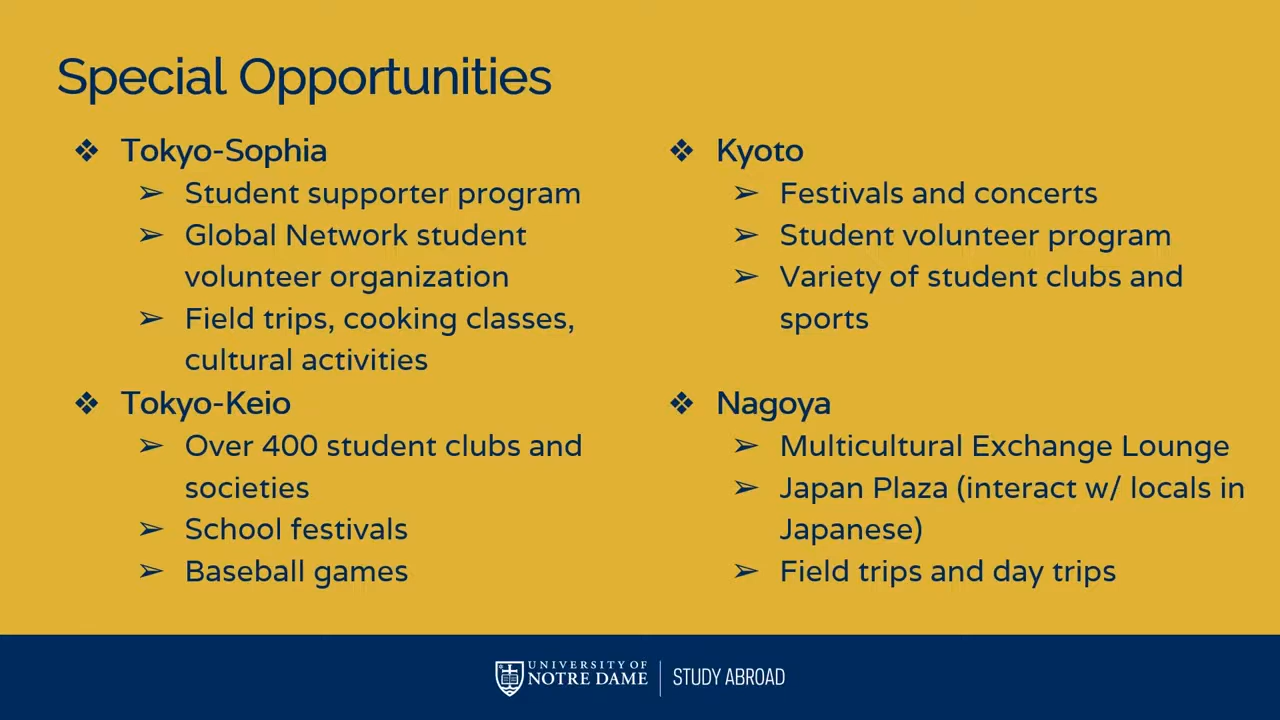 Special Opportunities
❖ Tokyo-Sophia
➢ Student supporter program
➢ Global Network student
volunteer organization
➢ Field trips, cooking classes,
cultural activities
❖ Tokyo-Keio
➢ Over 400 student clubs and
societies
➢ School festivals
➢ Baseball games
❖ Kyoto
➢ Festivals and concerts
➢ Student volunteer program
➢ Variety of student clubs and
sports
❖ Nagoya
➢ Multicultural Exchange Lounge
➢ Japan Plaza (interact w/ locals in
Japanese)
➢ Field trips and day trips
UNIVERSITY OF
NOTRE DAME
STUDY ABROAD